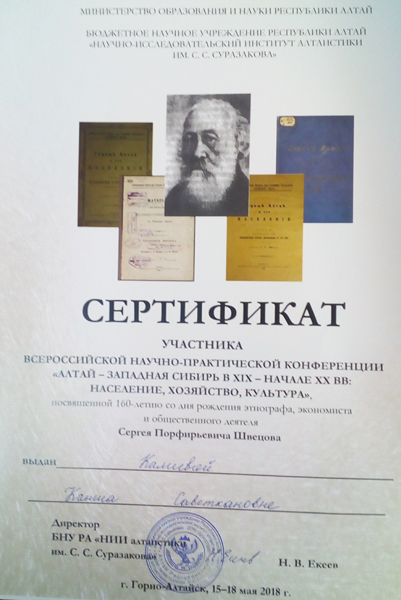 МИНИСТЕРСТВО ОБРАЗОВАНИЯ И НАУКИ РЕСПУБЛИКИ АЛТАЙ
БЮДЖЕТНОЕ НАУЧНОЕ УЧРЕЖДЕНИЕ РЕСПУБЛИКИ АЛТАЙ
«НАУЧНО-ИССЛЕДОВАТЕЛЬСКИЙ ИНСТИТУТ АЛТАИСТИКИ
ИМ. С. С. СУРАЗАКОВА»
СЕРТИФИКАТ
УЧАСТНИКА
ВСЕРОССИЙСКОЙ НАУЧНО-ПРАКТИЧЕСКОЙ КОНФЕРЕНЦИИ
«АЛТАЙ – ЗАПАДНАЯ СИБИРЬ В XIX – НАЧАЛЕ XX ВВ:
НАСЕЛЕНИЕ, ХОЗЯЙСТВО, КУЛЬТУРА»,
посвященной 160-летию со дня рождения этнографа, экономиста
и общественного деятеля
Сергея Порфирьевича Швецова
выдан
Саветкановне
Директор
БНУ РА «НИИ алтаистики
им. С. С. Суразакова»
Н. В. Екеев
г. Горно-Алтайск, 15–18 мая 2018 г.